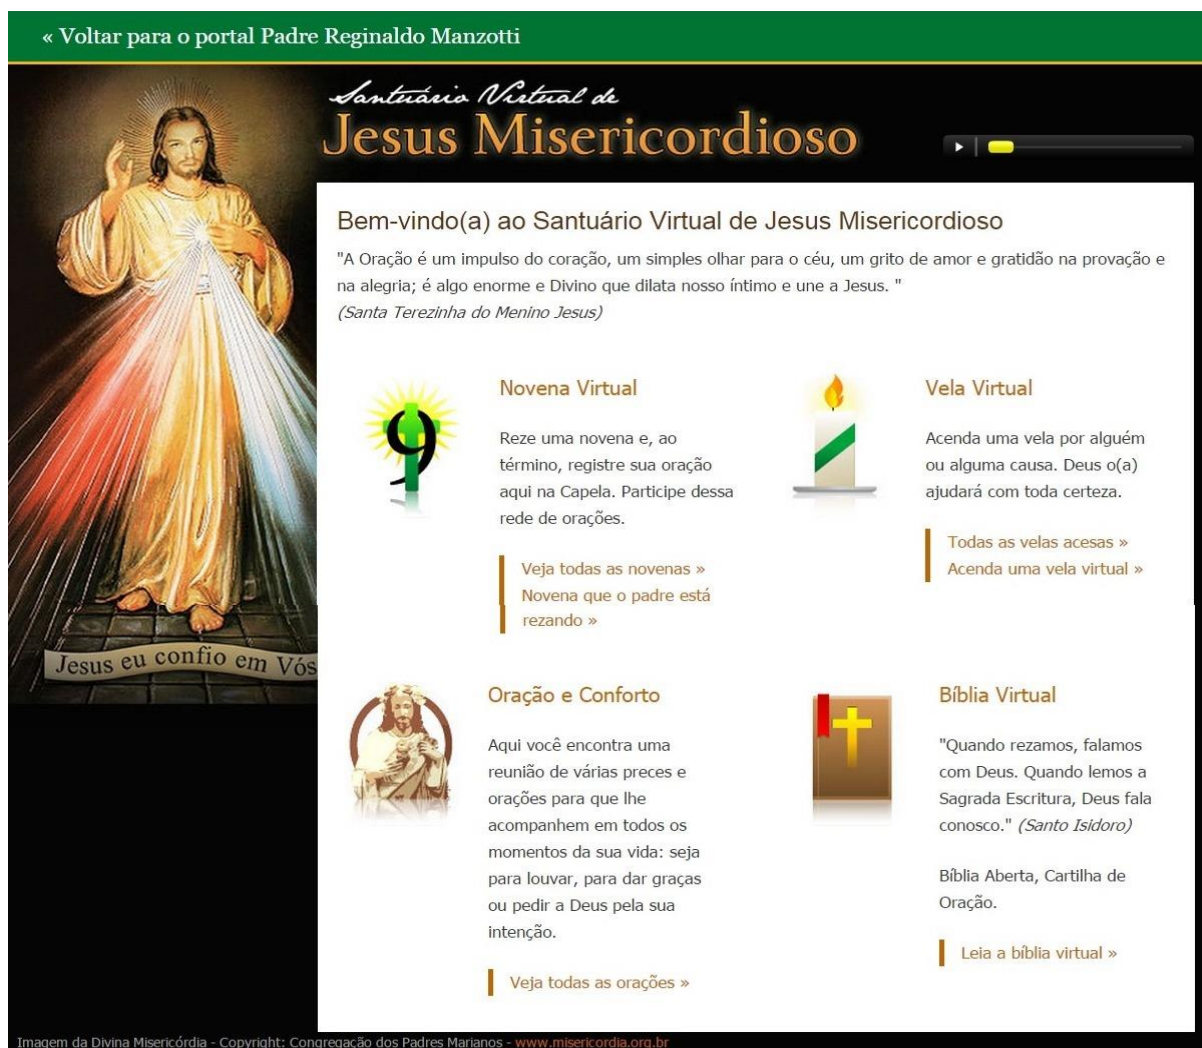 « Voltar para o portal Padre Reginaldo Manzotti
Santuário Virtual de
Jesus Misericordioso
Bem-vindo(a) ao Santuário Virtual de Jesus Misericordioso
"A Oração é um impulso do coração, um simples olhar para o céu, um grito de amor e gratidão na provação e
na alegria; é algo enorme e Divino que dilata nosso íntimo e une a Jesus. "
(Santa Terezinha do Menino Jesus)
Novena Virtual
Reze uma novena e, ao
término, registre sua oração
aqui na Capela. Participe dessa
rede de orações.
Veja todas as novenas »
Novena que o padre está
rezando »
9
Vela Virtual
Acenda uma vela por alguém
ou alguma causa. Deus o(a)
ajudará com toda certeza.
Todas as velas acesas »
Acenda uma vela virtual »
Jesus eu confio em Vós
Oração e Conforto
Aqui você encontra uma
reunião de várias preces e
orações para que lhe
acompanhem em todos os
momentos da sua vida: seja
para louvar, para dar graças
ou pedir a Deus pela sua
intenção.
Veja todas as orações »
Bíblia Virtual
"Quando rezamos, falamos
com Deus. Quando lemos a
Sagrada Escritura, Deus fala
conosco." (Santo Isidoro)
Bíblia Aberta, Cartilha de
Oração.
Leia a bíblia virtual »
Imagem da Divina Misericórdia - Copyright: Congregação dos Padres Marianos - www.misericordia.org.br